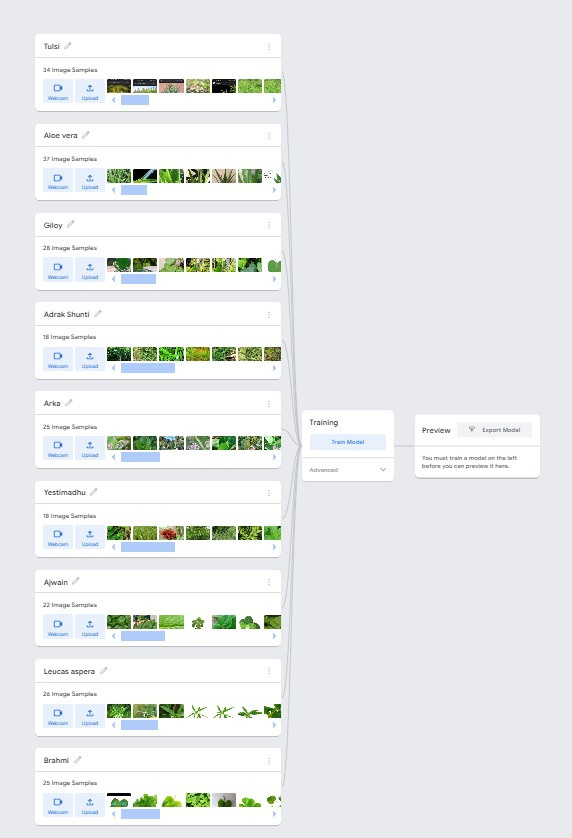 Tulsi
34 Image Samples
Webcam
Upload
Aloe vera
37 Image Samples
Webcam
Upload
Giloy
28 Image Samples
Webcam
Upload
Adrak Shunti
18 Image Samples
Webcam
Upload
Arka
25 Image Samples
Webcam
Upload
Yestimadhu
18 Image Samples
Webcam
Upload
Ajwain
22 Image Samples
Webcam
Upload
Leucas aspera
26 Image Samples
Webcam
Upload
Brahmi
25 Image Samples
Webcam
Upload
Training
Train Model
Advanced
Preview
Export Model
You must train a model on the left
before you can preview it here.